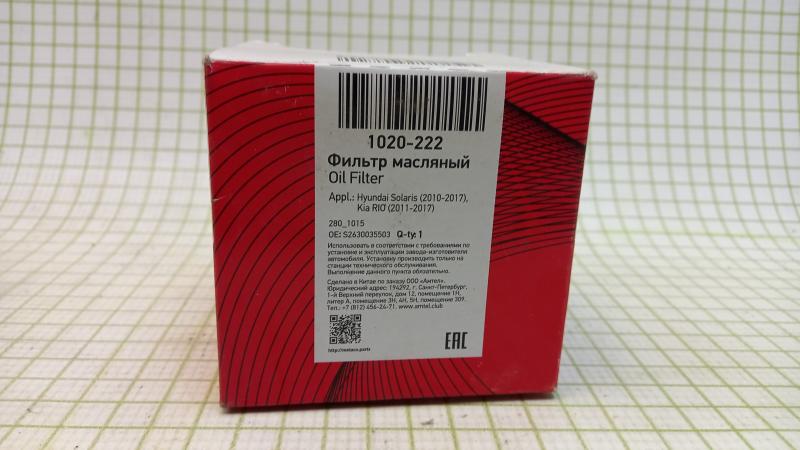 1020-222
Фильтр масляный
Oil Filter
Appl.: Hyundai Solaris (2010-2017),
Kia RIO (2011-2017)
280_1015
OE: S2630035503 Q-ty: 1
Использовать в соответствии с требованиями по
установке и эксплуатации завода-изготовителя
автомобиля. Установку производить только на
станции технического обслуживания.
Выполнение данного пункта обязательно.
Сделано в Китае по заказу ООО «Амтел».
Юридический адрес: 194292, г. Санкт-Петербург,
1-й Верхний переулок, дом 12, помещение 1Н,
литер А, помещение 3Н, 4Н, 5Н, помещение 309.
Тел.: +7 (812) 456-24-71. www.amtel.club
http://metaco.parts
EAC